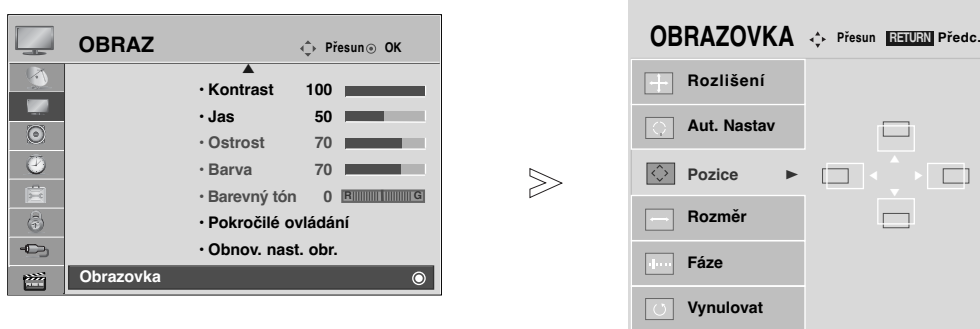 OBRAZ Přesun OK
• Kontrast 100
• Jas 50
• Ostrost 70
• Barva 70
• Barevný tón 0 R G
• Pokročilé ovládání
• Obnov. nast. obr.
Obrazovka
OBRAZOVKA Přesun RETURN Předc.
Rozlišení
Aut. Nastav
Pozice
Rozměr
Fáze
Vynulovat